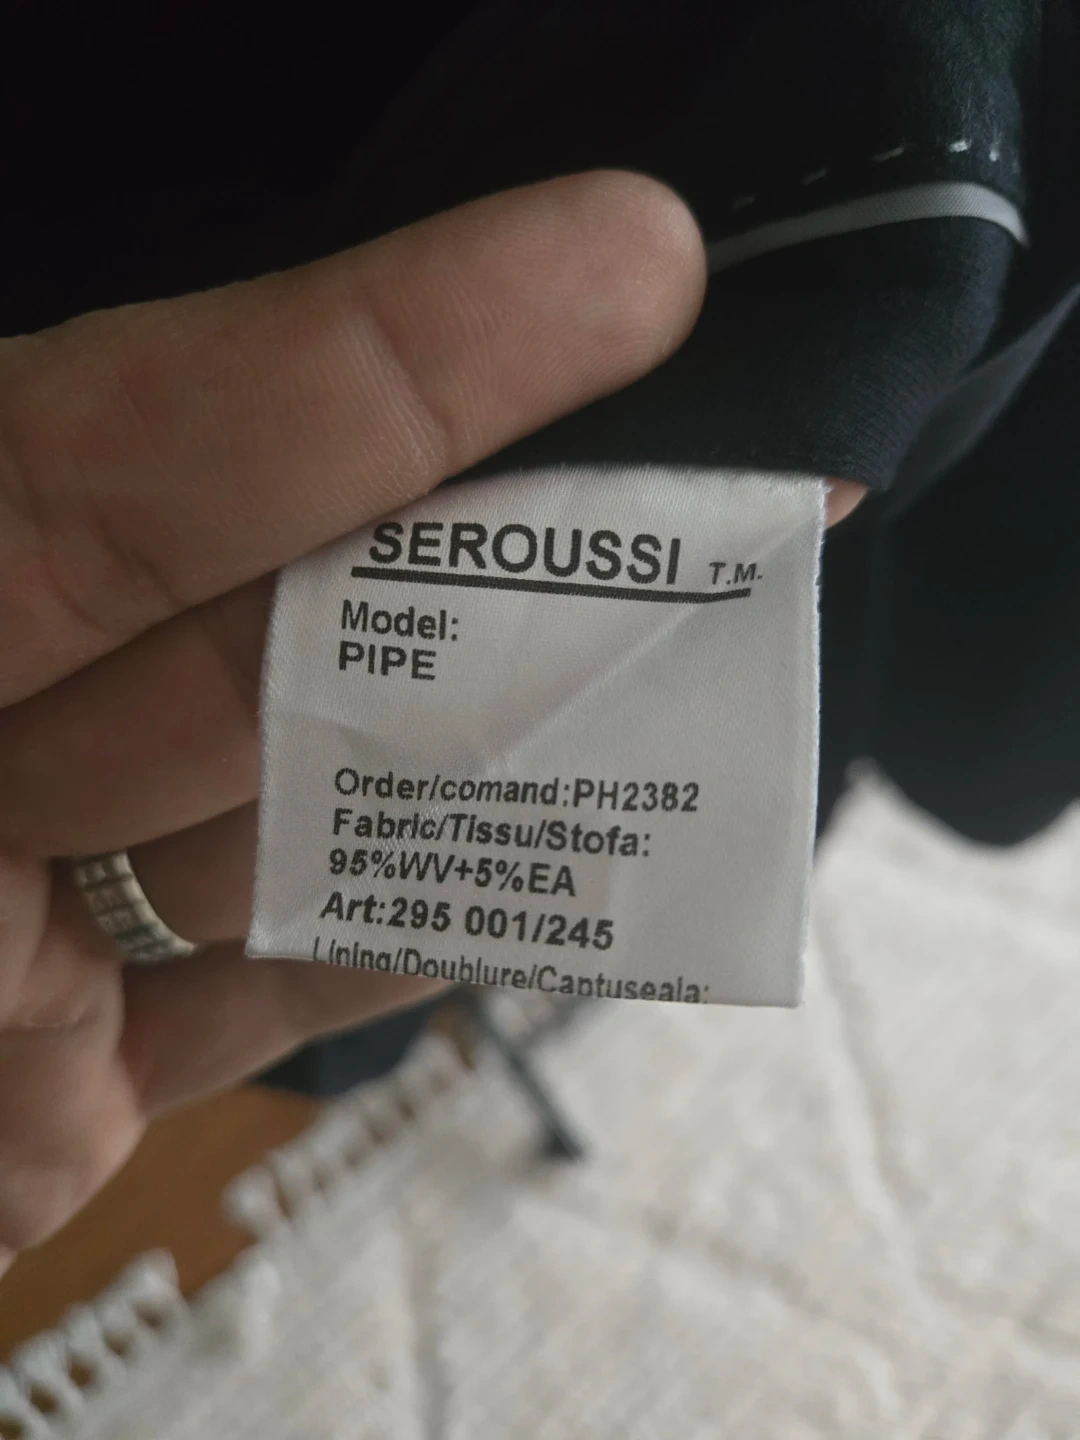 SEROUSSI T.M.
Model:
PIPE
Order/comand:PH2382
Fabric/Tissu/Stofa:
95%WV+5%EA
Art:295 001/245
Lining/Doublure/Captuseala: